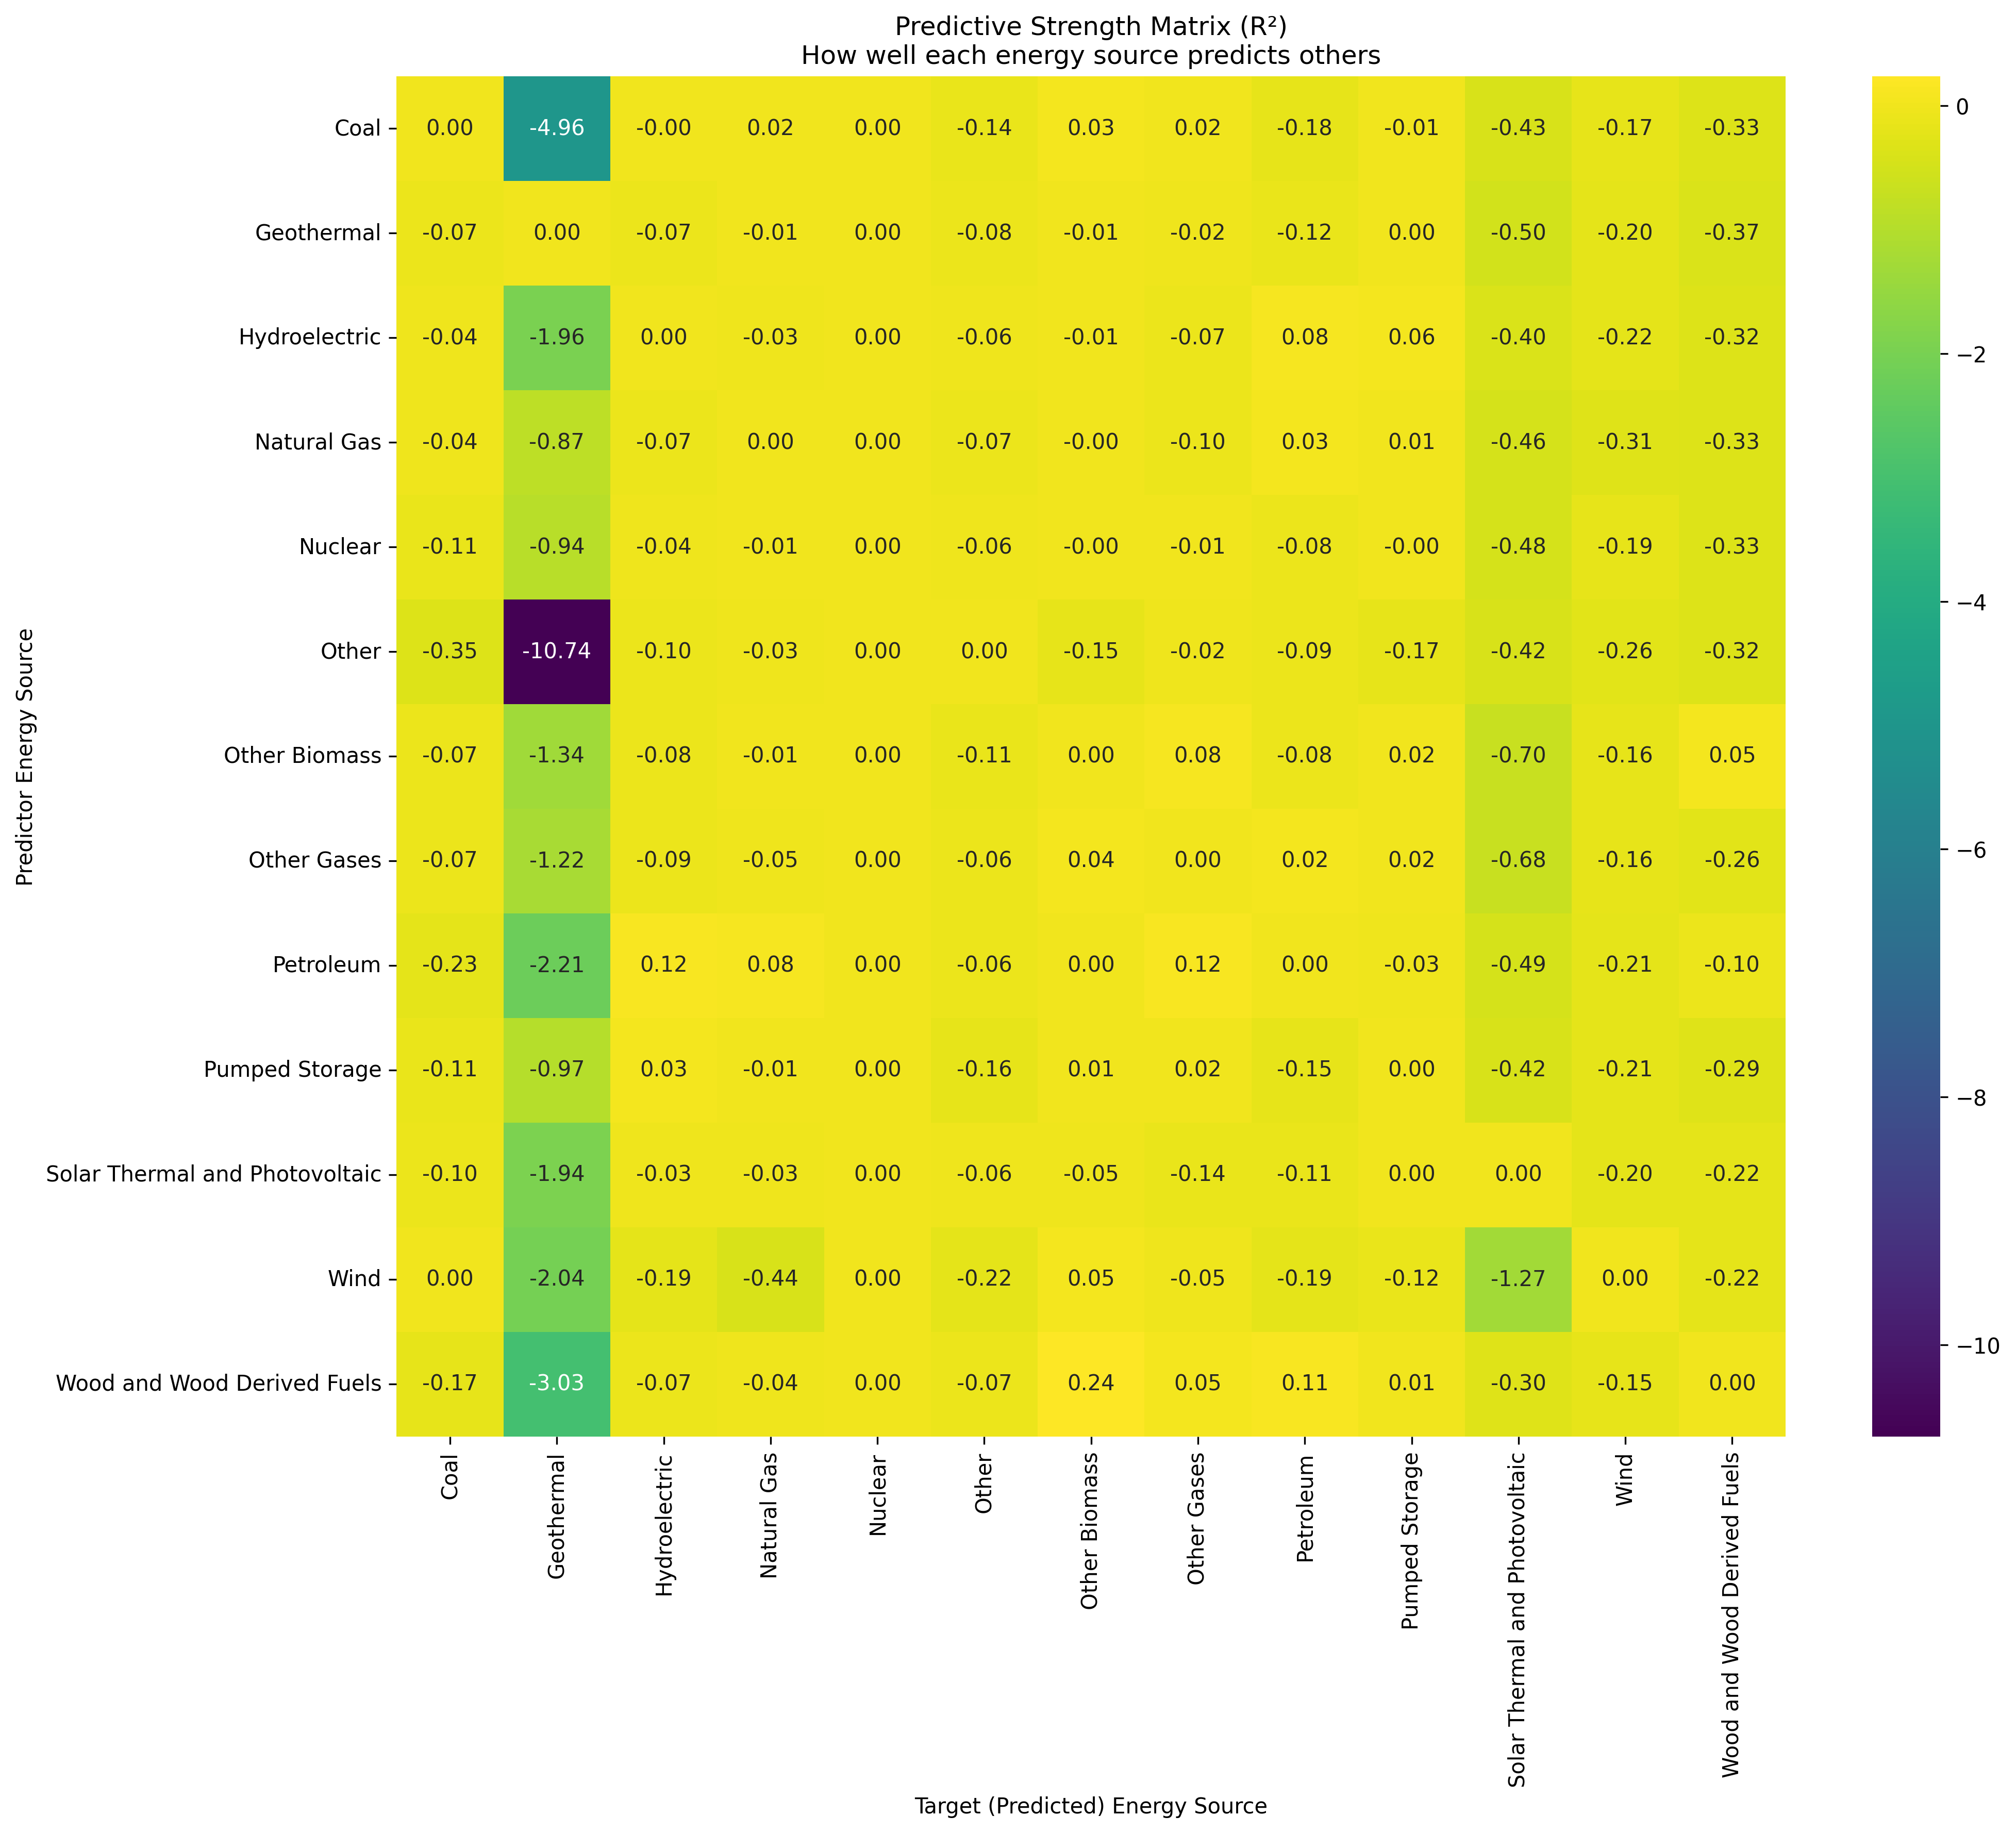 Predictive Strength Matrix (R²)
How well each energy source predicts others
Predictor Energy Source
Coal 0.00 -4.96 -0.00 0.02 0.00 -0.14 0.03 0.02 -0.18 -0.01 -0.43 -0.17 -0.33
Geothermal -0.07 0.00 -0.07 -0.01 0.00 -0.08 -0.01 -0.02 -0.12 0.00 -0.50 -0.20 -0.37
Hydroelectric -0.04 -1.96 0.00 -0.03 0.00 -0.06 -0.01 -0.07 0.08 0.06 -0.40 -0.22 -0.32
Natural Gas -0.04 -0.87 -0.07 0.00 0.00 -0.07 -0.00 -0.10 0.03 0.01 -0.46 -0.31 -0.33
Nuclear -0.11 -0.94 -0.04 -0.01 0.00 -0.06 -0.00 -0.01 -0.08 -0.00 -0.48 -0.19 -0.33
Other -0.35 -10.74 -0.10 -0.03 0.00 0.00 -0.15 -0.02 -0.09 -0.17 -0.42 -0.26 -0.32
Other Biomass -0.07 -1.34 -0.08 -0.01 0.00 -0.11 0.00 0.08 -0.08 0.02 -0.70 -0.16 0.05
Other Gases -0.07 -1.22 -0.09 -0.05 0.00 -0.06 0.04 0.00 0.02 0.02 -0.68 -0.16 -0.26
Petroleum -0.23 -2.21 0.12 0.08 0.00 -0.06 0.00 0.12 0.00 -0.03 -0.49 -0.21 -0.10
Pumped Storage -0.11 -0.97 0.03 -0.01 0.00 -0.16 0.01 0.02 -0.15 0.00 -0.42 -0.21 -0.29
Solar Thermal and Photovoltaic -0.10 -1.94 -0.03 -0.03 0.00 -0.06 -0.05 -0.14 -0.11 0.00 0.00 -0.20 -0.22
Wind 0.00 -2.04 -0.19 -0.44 0.00 -0.22 0.05 -0.05 -0.19 -0.12 -1.27 0.00 -0.22
Wood and Wood Derived Fuels -0.17 -3.03 -0.07 -0.04 0.00 -0.07 0.24 0.05 0.11 0.01 -0.30 -0.15 0.00
Coal
Geothermal
Hydroelectric
Natural Gas
Nuclear
Other
Other Biomass
Other Gases
Petroleum
Pumped Storage
Solar Thermal and Photovoltaic
Wind
Wood and Wood Derived Fuels
Target (Predicted) Energy Source
0
−2
−4
−6
−8
−10